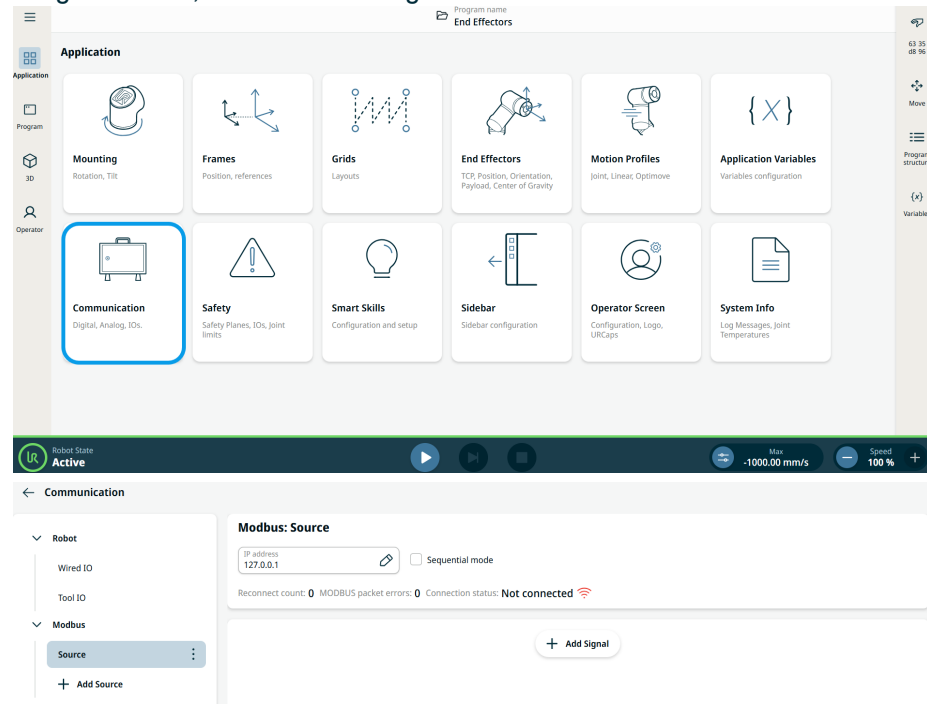 Program name
End Effectors
Application
Application
Program
3D
Operator
63 35
d8 96
Move
Variable
Mounting
Rotation, Tilt
Frames
Position, references
Grids
Layouts
End Effectors
TCP, Position, Orientation,
Payload, Center of Gravity
Motion Profiles
Joint, Linear, Optimove
{X}
Application Variables
Variables configuration
Communication
Digital, Analog, IOs.
Safety
Safety Planes, IOs, Joint
limits
Smart Skills
Configuration and setup
Sidebar
Sidebar configuration
Operator Screen
Configuration, Logo,
URCaps
System Info
Log Messages, Joint
Temperatures
{x}
UR
Robot State
Active
Max
-1000.00 mm/s
Speed
100 %
Communication
Robot
Wired IO
Tool IO
Modbus
Source
Add Source
Modbus: Source
IP address
127.0.0.1
Sequential mode
Reconnect count: 0 MODBUS packet errors: 0 Connection status: Not connected
Add Signal